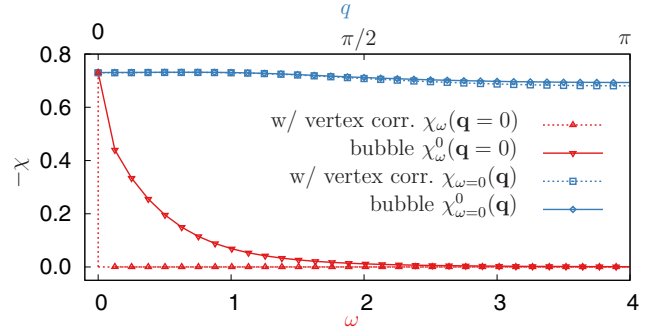 q
0 π/2 π
0.8
0.6
0.4
0.2
0.0
−χ
w/ vertex corr. χω(q = 0)
bubble χ⁰ω(q = 0)
w/ vertex corr. χω=0(q)
bubble χ⁰ω=0(q)
0 1 2 3 4
ω